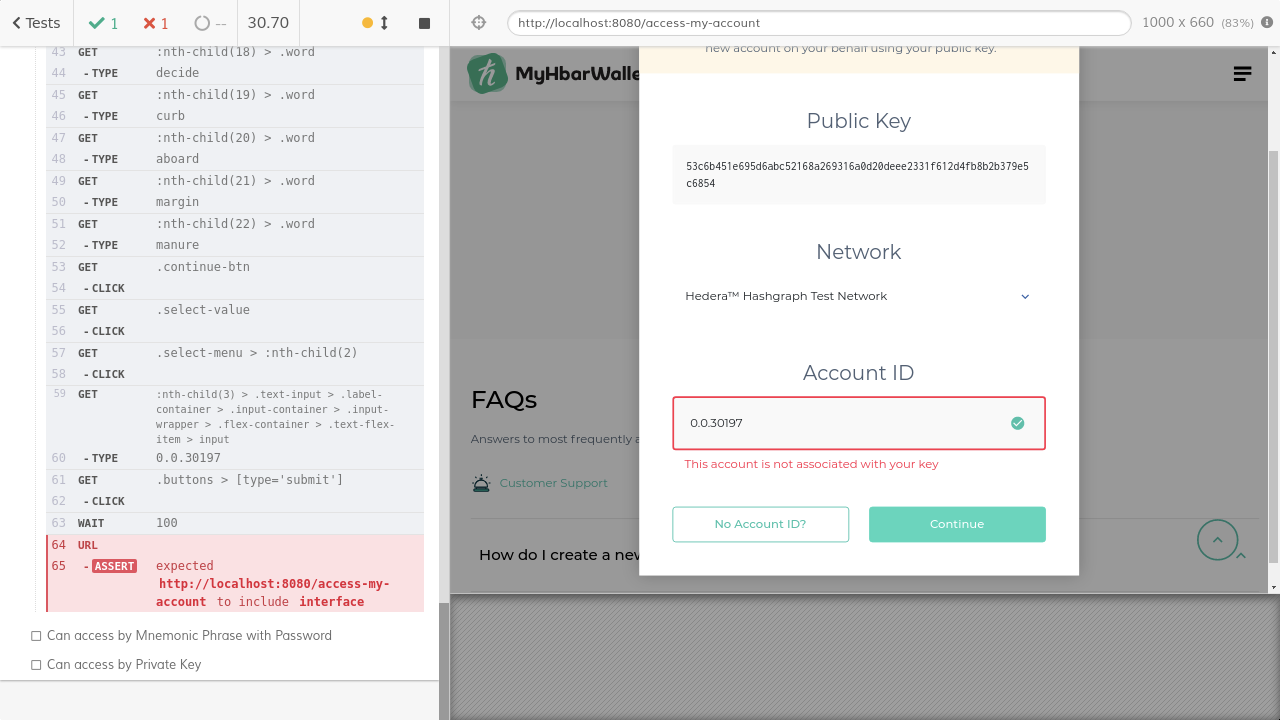 Tests
1
1
--
30.70
http://localhost:8080/access-my-account
1000 x 660 (83%)
43 GET :nth-child(18) > .word
44 - TYPE decide
45 GET :nth-child(19) > .word
46 - TYPE curb
47 GET :nth-child(20) > .word
48 - TYPE aboard
49 GET :nth-child(21) > .word
50 - TYPE margin
51 GET :nth-child(22) > .word
52 - TYPE manure
53 GET .continue-btn
54 - CLICK
55 GET .select-value
56 - CLICK
57 GET .select-menu > :nth-child(2)
58 - CLICK
59 GET :nth-child(3) > .text-input > .label-
container > .input-container > .input-
wrapper > .flex-container > .text-flex-
item > input
60 - TYPE 0.0.30197
61 GET .buttons > [type='submit']
62 - CLICK
63 WAIT 100
64 URL
65 - ASSERT expected
http://localhost:8080/access-my-
account to include interface
Can access by Mnemonic Phrase with Password
Can access by Private Key
new account on your behalf using your public key.
MyHbarWalle
Public Key
53c6b451e695d6abc52168a269316a0d20deee2331f612d4fb8b2b379e5
c6854
Network
Hedera™ Hashgraph Test Network
Account ID
0.0.30197
This account is not associated with your key
No Account ID?
Continue
FAQs
Answers to most frequently a
Customer Support
How do I create a new